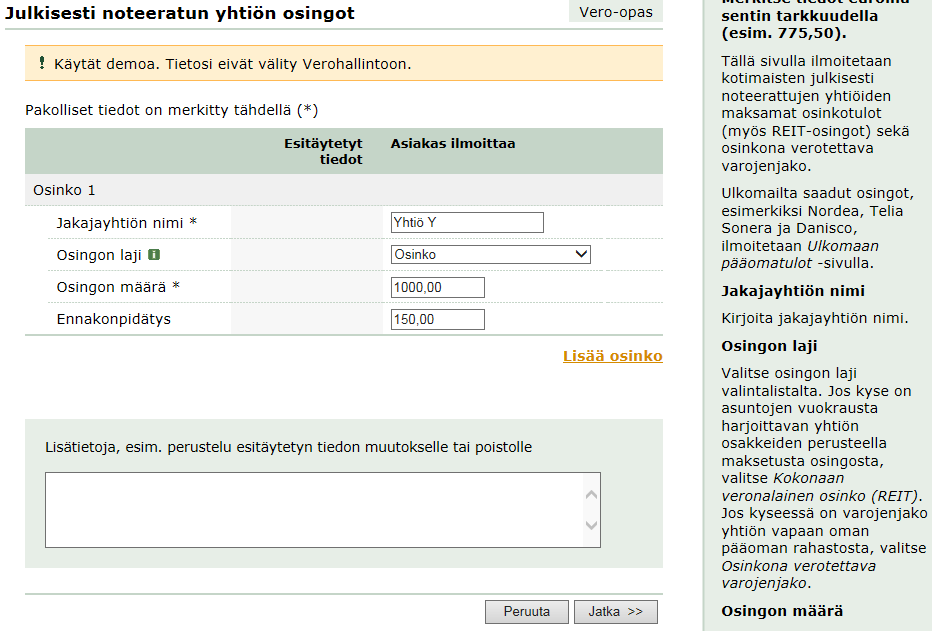 Julkisesti noteeratun yhtiön osingot
Vero-opas
! Käytät demoa. Tietosi eivät välity Verohallintoon.
Pakolliset tiedot on merkitty tähdellä (*)
Esitäytetyt tiedot
Asiakas ilmoittaa
Osinko 1
Jakajayhtiön nimi *
Yhtiö Y
Osingon laji i
Osinko
Osingon määrä *
1000,00
Ennakonpidätys
150,00
Lisää osinko
Lisätietoja, esim. perustelu esitäytetyn tiedon muutokselle tai poistolle
Peruuta
Jatka >>
Merkitse tiedot euroina
sentin tarkkuudella
(esim. 775,50).
Tällä sivulla ilmoitetaan
kotimaisten julkisesti
noteerattujen yhtiöiden
maksamat osinkotulot
(myös REIT-osingot) sekä
osinkona verotettava
varojenjako.
Ulkomailta saadut osingot,
esimerkiksi Nordea, Telia
Sonera ja Danisco,
ilmoitetaan Ulkomaan
pääomatulot -sivulla.
Jakajayhtiön nimi
Kirjoita jakajayhtiön nimi.
Osingon laji
Valitse osingon laji
valintalistalta. Jos kyse on
asuntojen vuokrausta
harjoittavan yhtiön
osakkeiden perusteella
maksetusta osingosta,
valitse Kokonaan
veronalainen osinko (REIT).
Jos kyseessä on varojenjako
yhtiön vapaan oman
pääoman rahastosta, valitse
Osinkona verotettava
varojenjako.
Osingon määrä